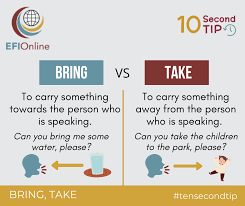 EFIOnline
10 Second
TIP
BRING VS TAKE
To carry something
towards the person who
is speaking.
Can you bring me some
water, please?
To carry something
away from the person
who is speaking.
Can you take the children
to the park, please?
BRING, TAKE
#tensecondtip